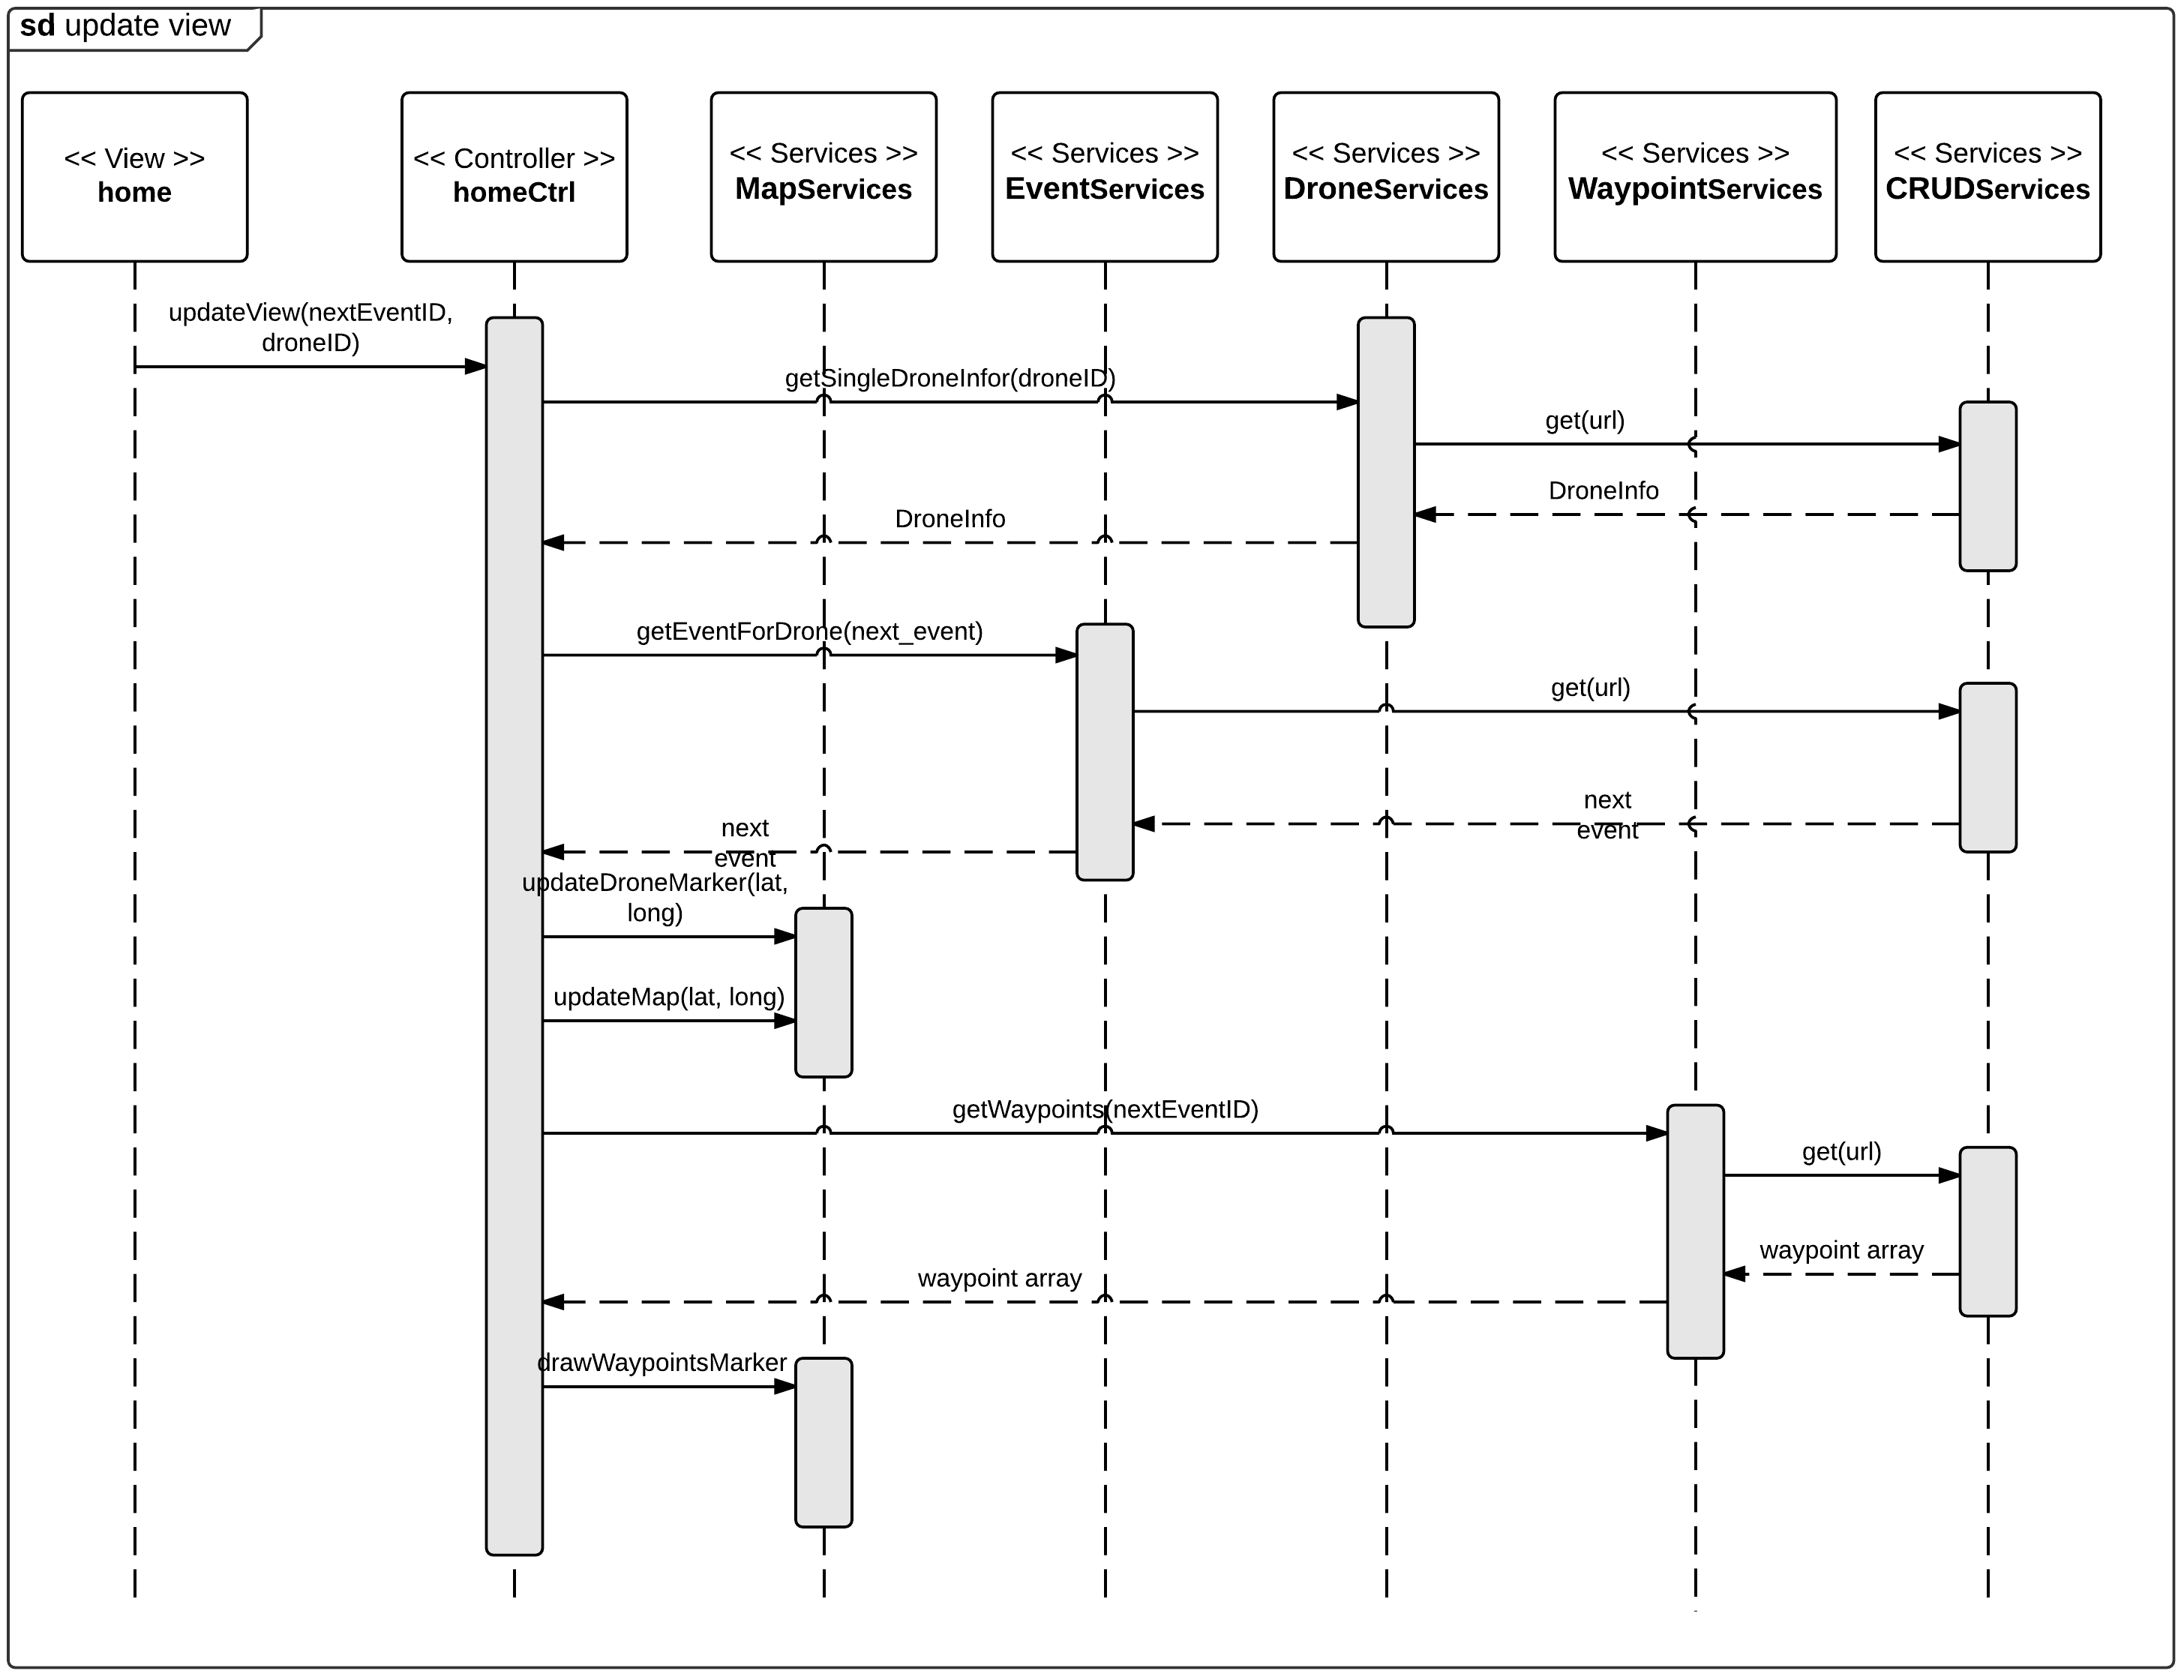 sd update view
<< View >>
home
<< Controller >>
homeCtrl
<< Services >>
MapServices
<< Services >>
EventServices
<< Services >>
DroneServices
<< Services >>
WaypointServices
<< Services >>
CRUDServices
updateView(nextEventID,
droneID)
getSingleDroneInfor(droneID)
get(url)
DroneInfo
DroneInfo
getEventForDrone(next_event)
get(url)
next
event
next
event
updateDroneMarker(lat,
long)
updateMap(lat, long)
getWaypoints(nextEventID)
get(url)
waypoint array
waypoint array
drawWaypointsMarker